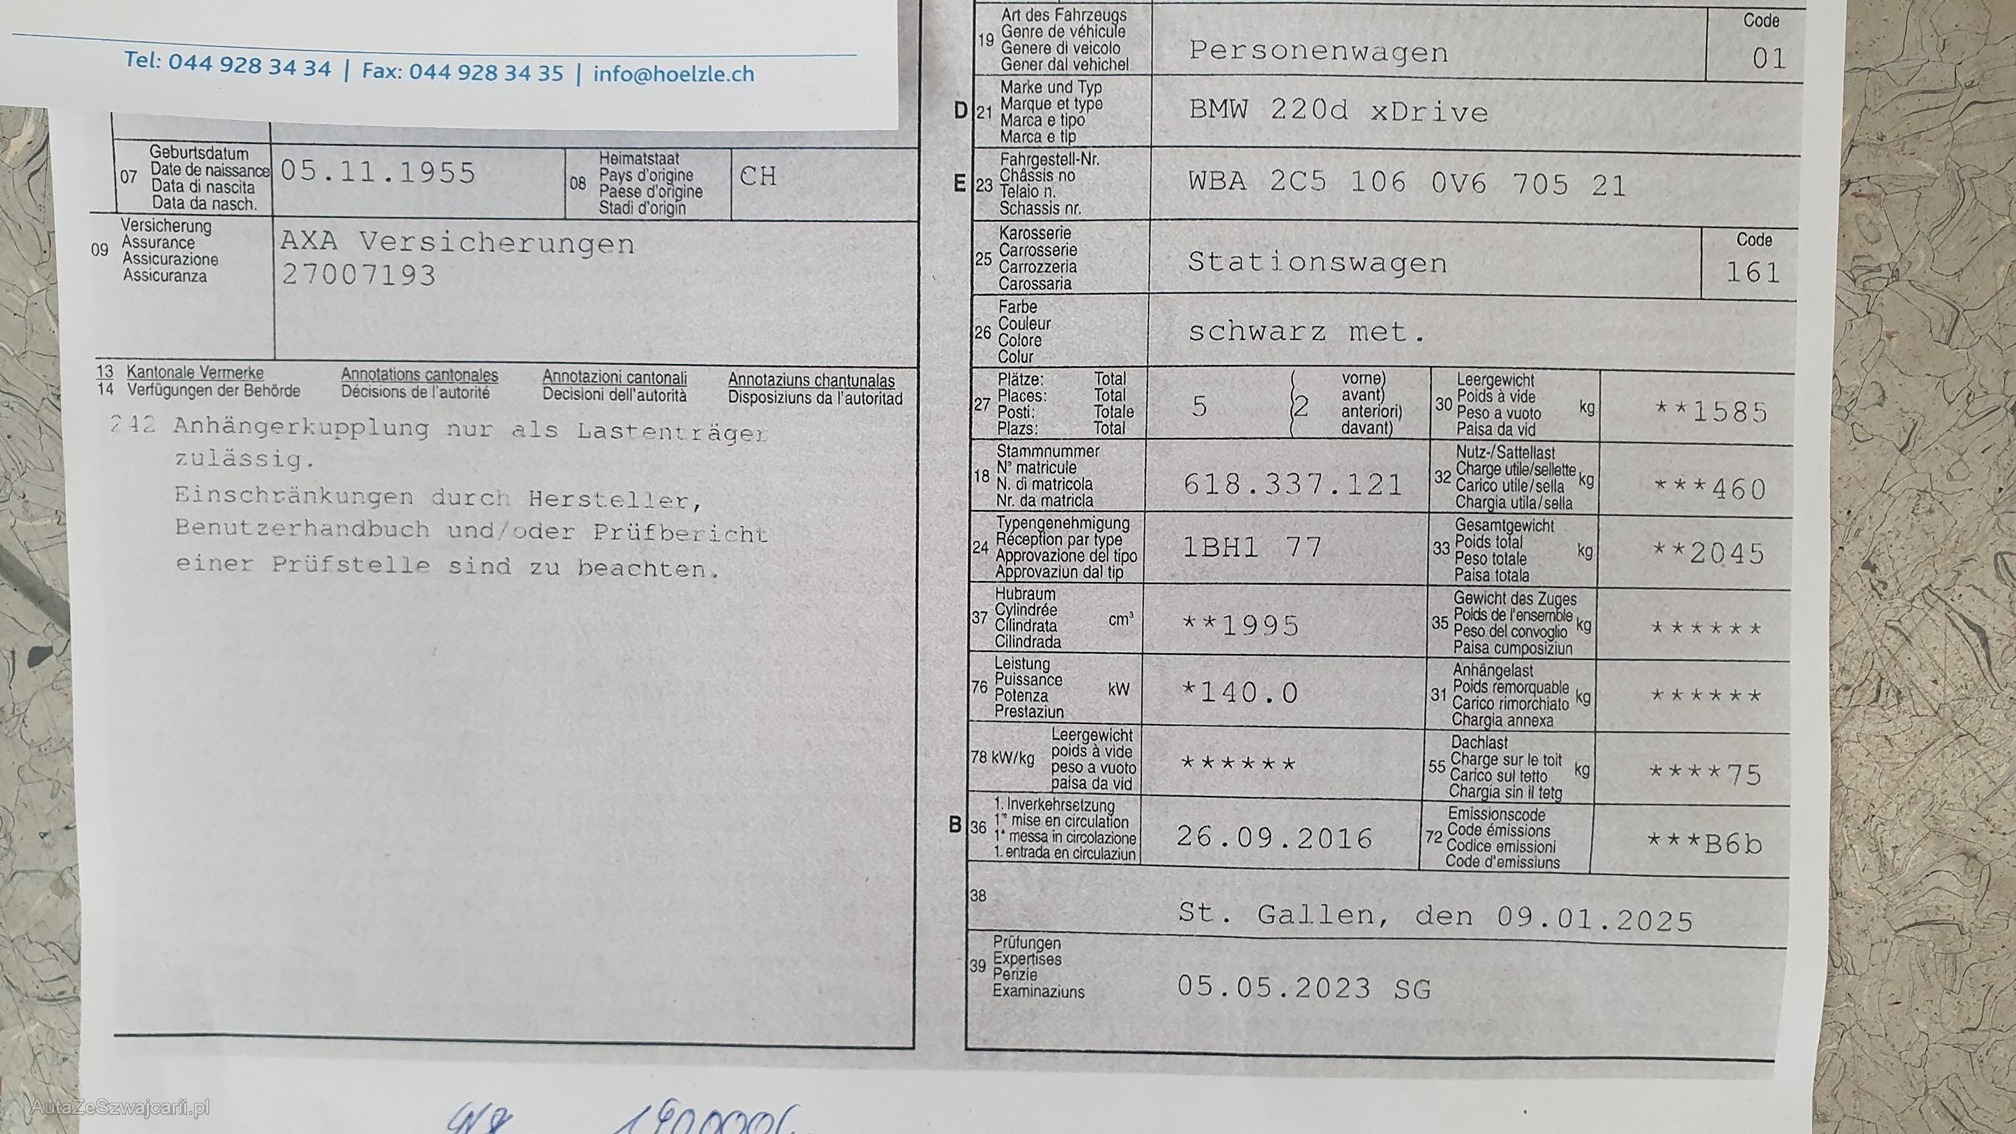 Tel: 044 928 34 34 | Fax: 044 928 34 35 | info@hoelzle.ch
07 Geburtsdatum
Date de naissance
Data di nascita
Data da nasch.
05.11.1955
08 Heimatstaat
Pays d'origine
Paese d'origine
Stadi d'origin
CH
09 Versicherung
Assurance
Assicurazione
Assicuranza
AXA Versicherungen
27007193
13 Kantonale Vermerke Annotations cantonales Annotazioni cantonali Annotaziuns chantunalas
14 Verfügungen der Behörde Décisions de l'autorité Decisioni dell'autorità Disposiziuns da l'autoritad
242 Anhängerkupplung nur als Lastenträger
zulässig.
Einschränkungen durch Hersteller,
Benutzerhandbuch und/oder Prüfbericht
einer Prüfstelle sind zu beachten.
19 Art des Fahrzeugs
Genre de véhicule
Genere di veicolo
Gener dal vehichel
Personenwagen
Code
01
D 21 Marke und Typ
Marque et type
Marca e tipo
Marca e tip
BMW 220d xDrive
E 23 Fahrgestell-Nr.
Châssis no
Telaio n.
Schassis nr.
WBA 2C5 106 0V6 705 21
25 Karosserie
Carrosserie
Carrozzeria
Carossaria
Stationswagen
Code
161
26 Farbe
Couleur
Colore
Colur
schwarz met.
27 Plätze: Total
Places: Total
Posti: Totale
Plazs: Total
5 (2 vorne)
avant)
anteriori)
davant)
30 Leergewicht
Poids à vide
Peso a vuoto
Paisa da vid
kg
**1585
18 Stammnummer
N° matricule
N. di matricola
Nr. da matricla
618.337.121
32 Nutz-/Sattellast
Charge utile/sellette
Carico utile/sella
Chargia utila/sella
kg
***460
24 Typengenehmigung
Réception par type
Approvazione del tipo
Approvaziun dal tip
1BH1 77
33 Gesamtgewicht
Poids total
Peso totale
Paisa totala
kg
**2045
37 Hubraum
Cylindrée
Cilindrata
Cilindrada
cm³
**1995
35 Gewicht des Zuges
Poids de l'ensemble
Peso del convoglio
Paisa cumposiziun
kg
******
76 Leistung
Puissance
Potenza
Prestaziun
kW
*140.0
31 Anhängelast
Poids remorquable
Carico rimorchiato
Chargia annexa
kg
******
78 kW/kg Leergewicht
poids à vide
peso a vuoto
paisa da vid
******
55 Dachlast
Charge sur le toit
Carico sul tetto
Chargia sin il tetg
kg
****75
B 36 1. Inverkehrsetzung
1re mise en circulation
1a messa in circolazione
1. entrada en circulaziun
26.09.2016
72 Emissionscode
Code émissions
Codice emissioni
Code d'emissiuns
***B6b
38
St. Gallen, den 09.01.2025
39 Prüfungen
Expertises
Perizie
Examinaziuns
05.05.2023 SG
AutaZeSzwajcarii.pl